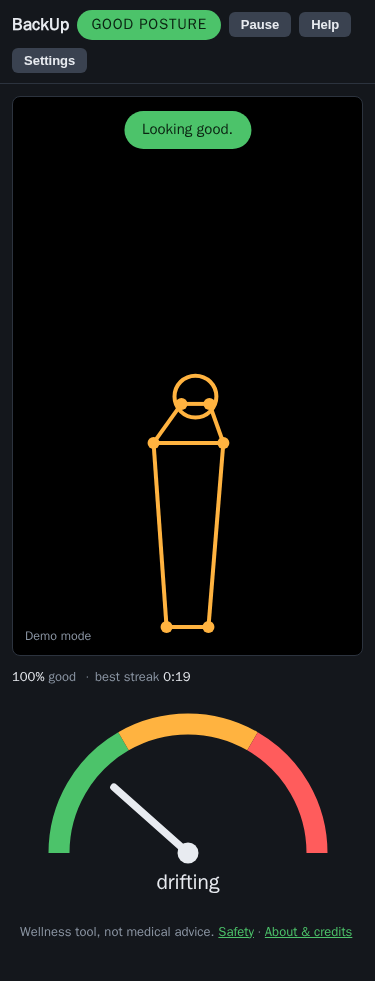 BackUp GOOD POSTURE Pause Help
Settings
Looking good.
Demo mode
100% good · best streak 0:19
drifting
Wellness tool, not medical advice. Safety · About & credits